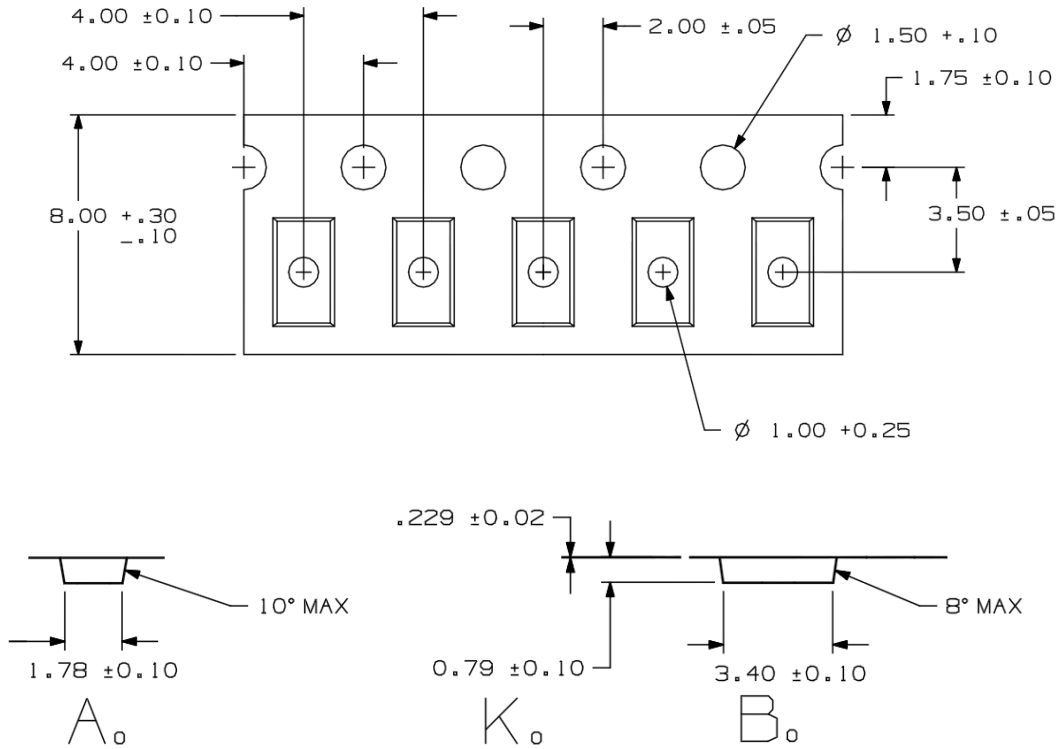 4.00 ±0.10
2.00 ±.05
Ø 1.50 +.10
4.00 ±0.10
1.75 ±0.10
8.00 +.30
-.10
3.50 ±.05
Ø 1.00 +0.25
.229 ±0.02
10° MAX
8° MAX
1.78 ±0.10
0.79 ±0.10
3.40 ±0.10
A₀
K₀
B₀